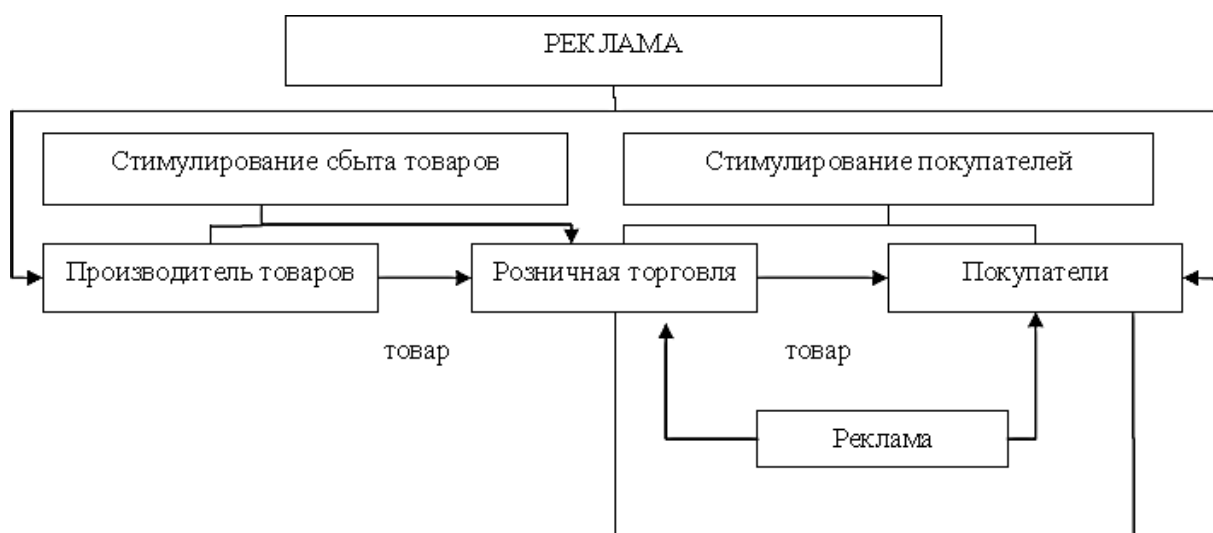 РЕКЛАМА
Стимулирование сбыта товаров
Стимулирование покупателей
Производитель товаров
Розничная торговля
Покупатели
товар
товар
Реклама